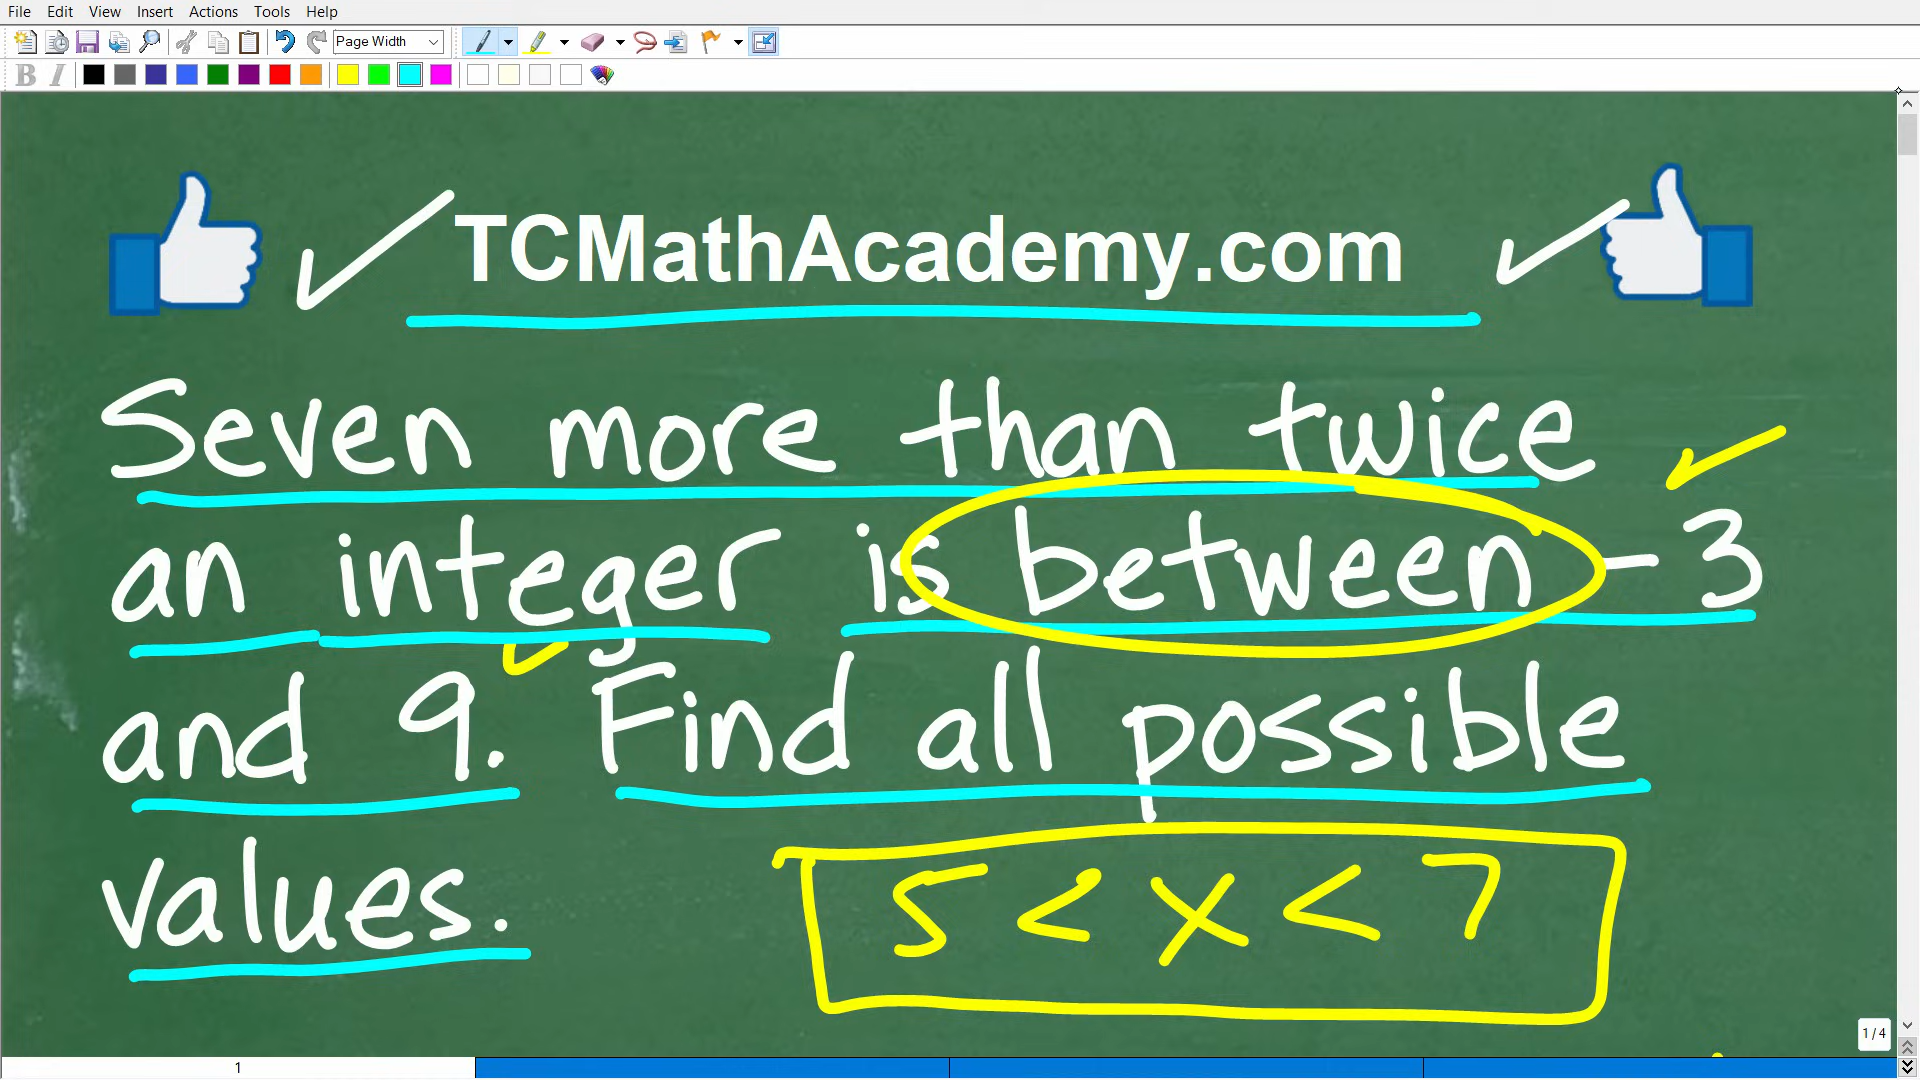 File Edit View Insert Actions Tools Help
Page Width
B I
TCMathAcademy.com
Seven more than twice
an integer is between -3
and 9. Find all possible
values.
5 < x < 7
1 / 4
1